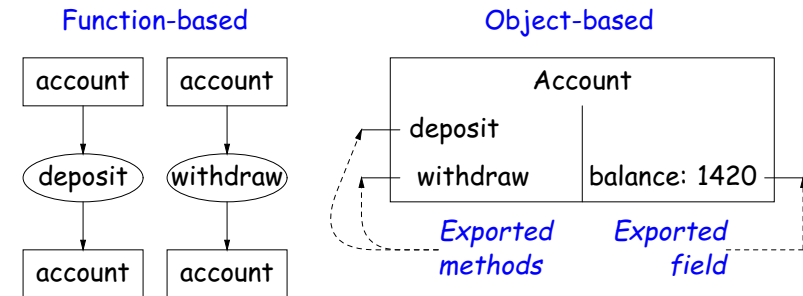 Function-based
Object-based
account account
deposit withdraw
account account
Account
deposit
withdraw balance: 1420
Exported Exported
methods field